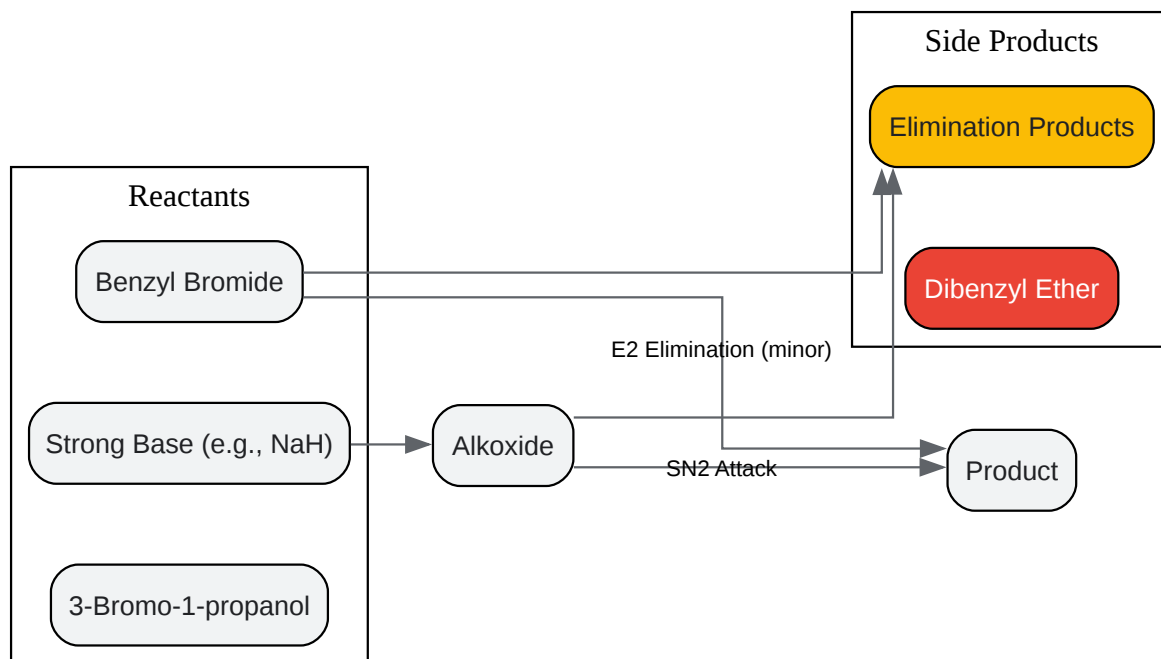 Side Products
Elimination Products
Reactants
Benzyl Bromide
Dibenzyl Ether
E2 Elimination (minor)
Strong Base (e.g., NaH)
Alkoxide
SN2 Attack
Product
3-Bromo-1-propanol